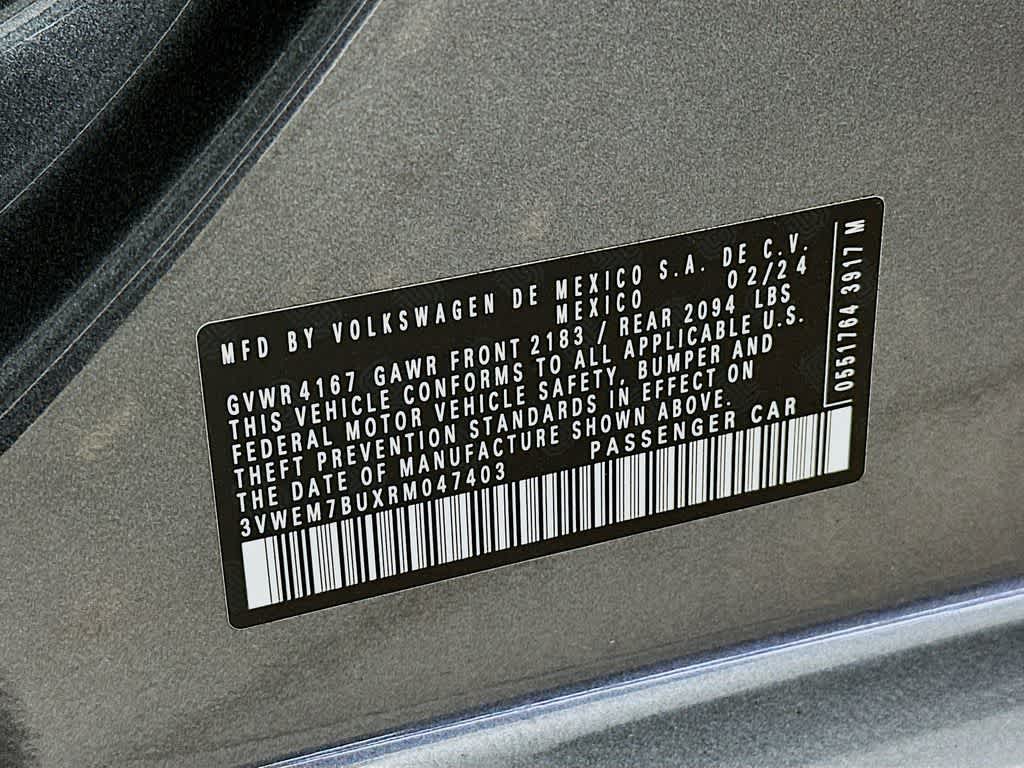 MFD BY VOLKSWAGEN DE MEXICO S.A. DE C.V.
MEXICO 02/24
GVWR 4167 GAWR FRONT 2183 / REAR 2094 LBS
THIS VEHICLE CONFORMS TO ALL APPLICABLE U.S.
FEDERAL MOTOR VEHICLE SAFETY, BUMPER AND
THEFT PREVENTION STANDARDS IN EFFECT ON
THE DATE OF MANUFACTURE SHOWN ABOVE.
3VWEM7BUXRM047403 PASSENGER CAR
0551764 3917 M